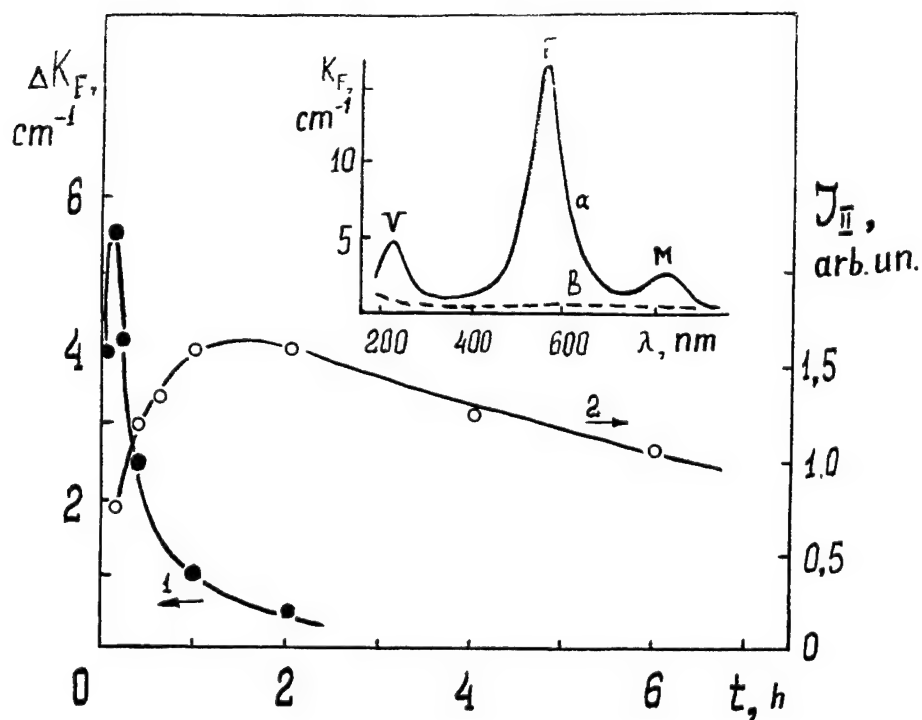 ΔK_F,
cm⁻¹
6
4
2
0
2
4
6
t, h
J_II,
arb. un.
1,5
1.0
0,5
0
1
2
K_F,
cm⁻¹
10
5
200
400
600
λ, nm
V
F
M
a
B